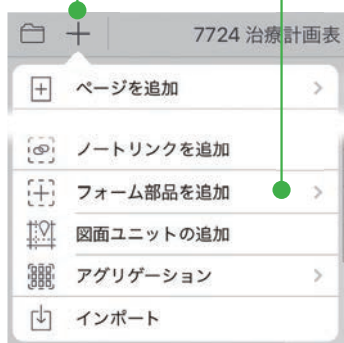 7724 治療計画表
ページを追加
ノートリンクを追加
フォーム部品を追加
図面ユニットの追加
アグリゲーション
インポート